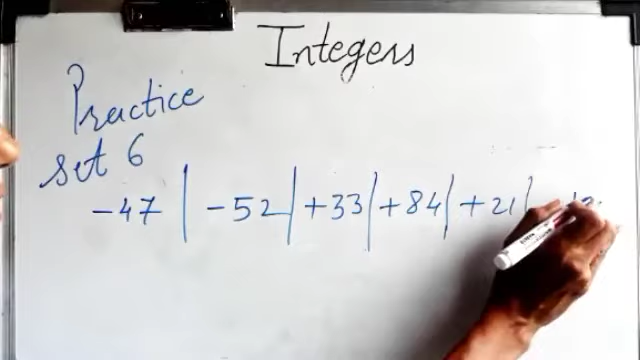 Integers
Practice
set 6
-47 | -52 | +33 | +84 | +21 |